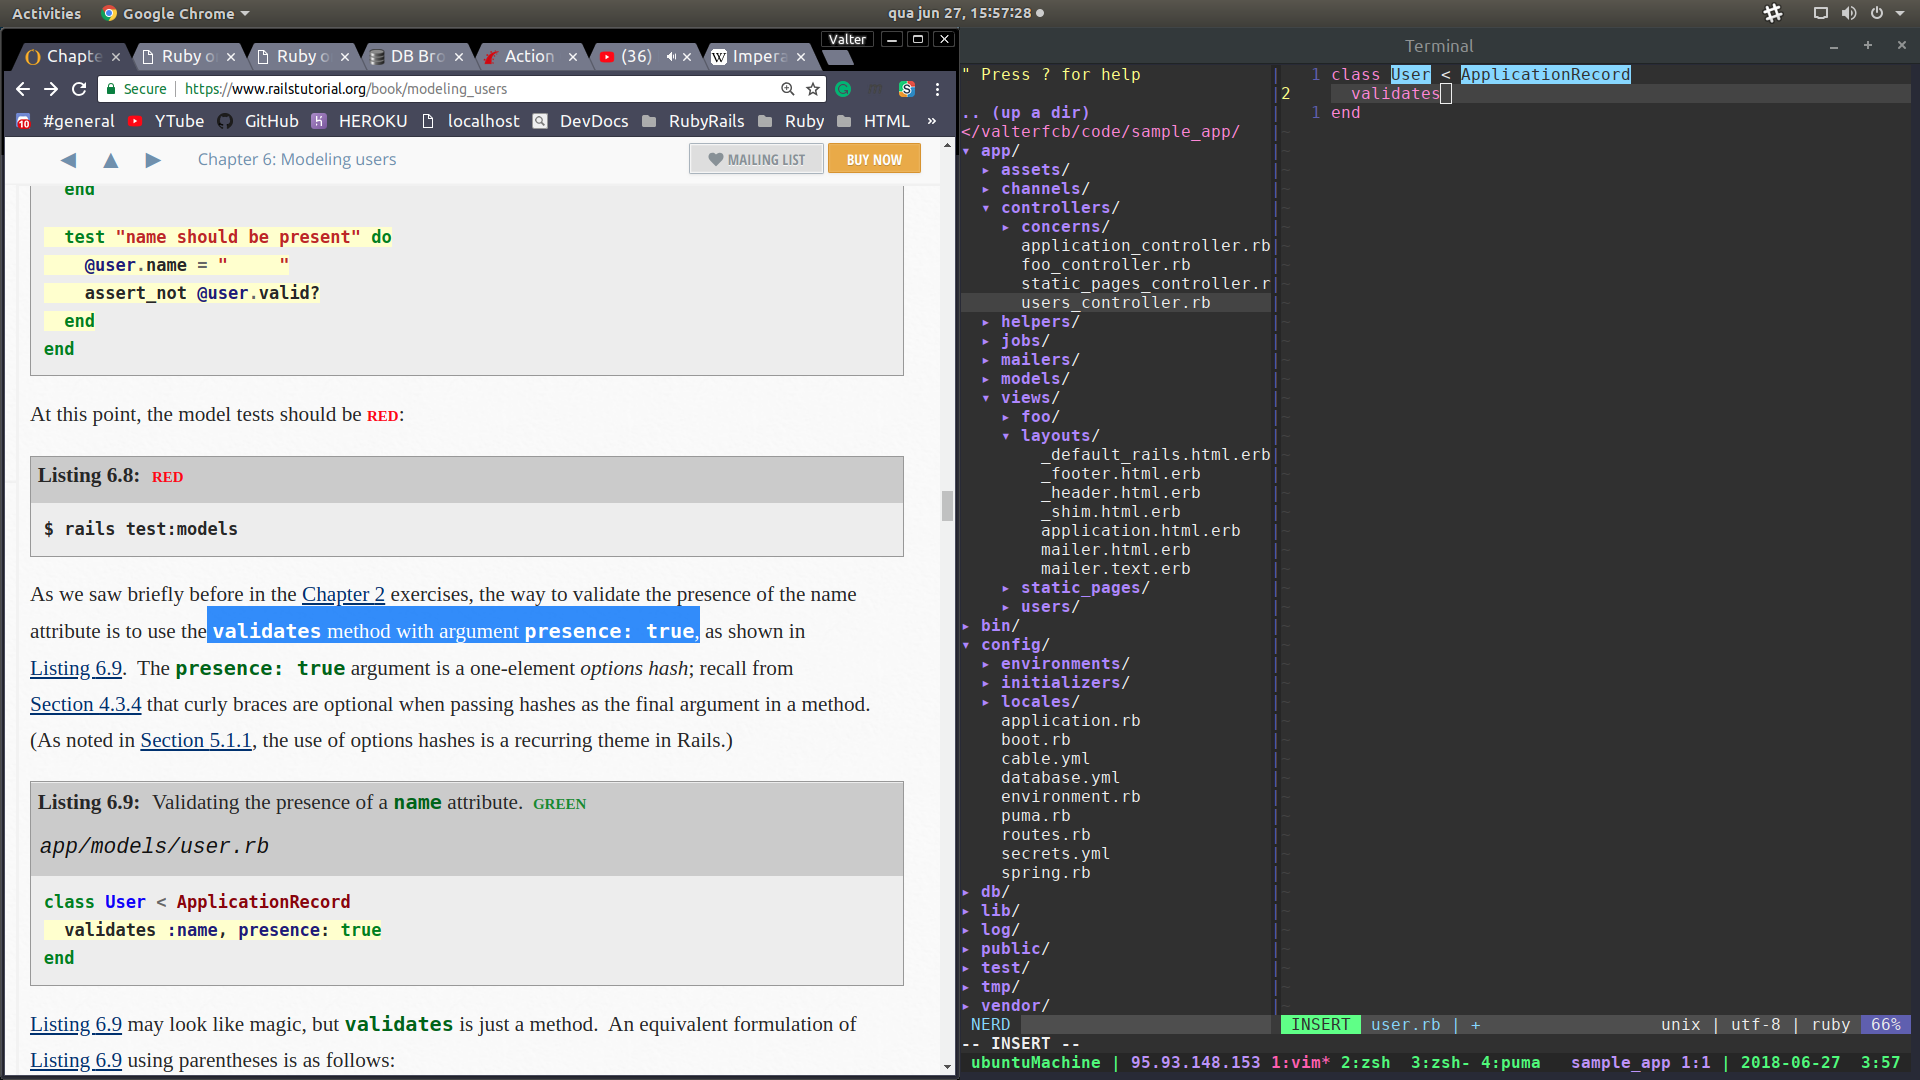 Activities Google Chrome qua jun 27, 15:57:28
Valter
Chapte Ruby o Ruby o DB Bro Action (36) Impera
Secure https://www.railstutorial.org/book/modeling_users
#general YTube GitHub HEROKU localhost DevDocs RubyRails Ruby HTML »
Chapter 6: Modeling users MAILING LIST BUY NOW
end
test "name should be present" do
@user.name = "     "
assert_not @user.valid?
end
end
At this point, the model tests should be RED:
Listing 6.8: RED
$ rails test:models
As we saw briefly before in the Chapter 2 exercises, the way to validate the presence of the name
attribute is to use the validates method with argument presence: true, as shown in
Listing 6.9. The presence: true argument is a one-element options hash; recall from
Section 4.3.4 that curly braces are optional when passing hashes as the final argument in a method.
(As noted in Section 5.1.1, the use of options hashes is a recurring theme in Rails.)
Listing 6.9: Validating the presence of a name attribute. GREEN
app/models/user.rb
class User < ApplicationRecord
validates :name, presence: true
end
Listing 6.9 may look like magic, but validates is just a method. An equivalent formulation of
Listing 6.9 using parentheses is as follows:
Terminal
" Press ? for help
.. (up a dir)
</valterfcb/code/sample_app/
▾ app/
▸ assets/
▸ channels/
▾ controllers/
▸ concerns/
application_controller.rb
foo_controller.rb
static_pages_controller.r
users_controller.rb
▸ helpers/
▸ jobs/
▸ mailers/
▸ models/
▾ views/
▸ foo/
▾ layouts/
_default_rails.html.erb
_footer.html.erb
_header.html.erb
_shim.html.erb
application.html.erb
mailer.html.erb
mailer.text.erb
▸ static_pages/
▸ users/
▸ bin/
▾ config/
▸ environments/
▸ initializers/
▸ locales/
application.rb
boot.rb
cable.yml
database.yml
environment.rb
puma.rb
routes.rb
secrets.yml
spring.rb
▸ db/
▸ lib/
▸ log/
▸ public/
▸ test/
▸ tmp/
▸ vendor/
1 class User < ApplicationRecord
2 validates
1 end
NERD INSERT user.rb | + unix | utf-8 | ruby 66%
-- INSERT --
ubuntuMachine | 95.93.148.153 1:vim* 2:zsh 3:zsh- 4:puma sample_app 1:1 | 2018-06-27 3:57